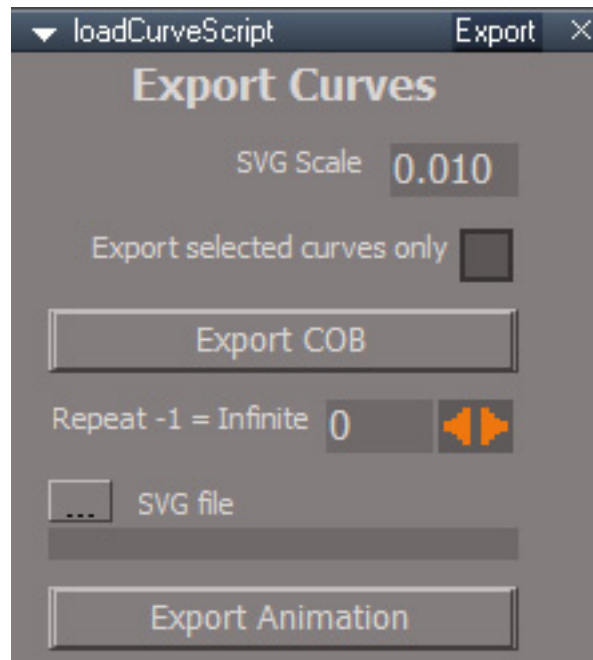 loadCurveScript Export
Export Curves
SVG Scale 0.010
Export selected curves only
Export COB
Repeat -1 = Infinite 0
... SVG file
Export Animation